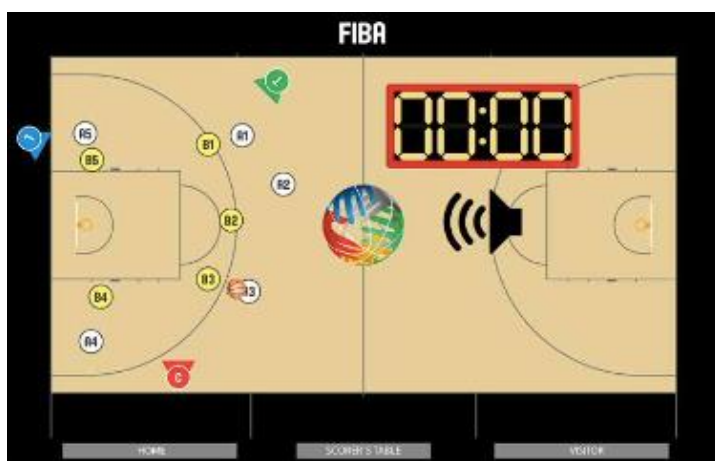 FIBA
00:00
A5
B5
B1
A1
A2
B2
B3
A3
B4
A4
C
HOME
SCORER'S TABLE
VISITOR